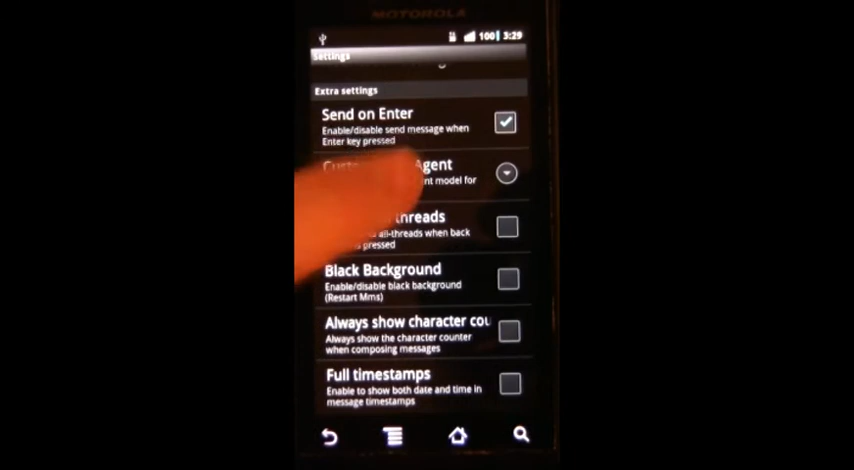 MOTOROLA
100 3:29
Settings
Extra settings
Send on Enter
Enable/disable send message when
Enter key pressed
Agent
nt model for
threads
all-threads when back
pressed
Black Background
Enable/disable black background
(Restart Mms)
Always show character cou
Always show the character counter
when composing messages
Full timestamps
Enable to show both date and time in
message timestamps